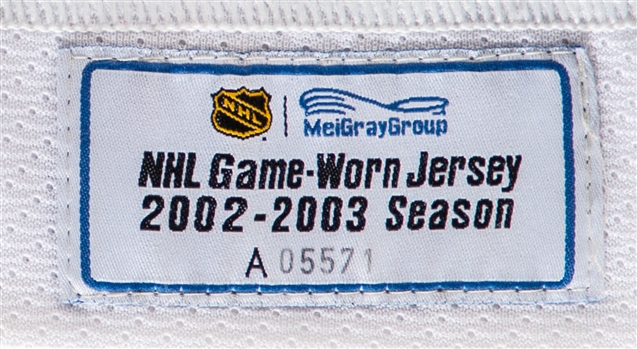 NHL
MeiGrayGroup
NHL Game-Worn Jersey
2002-2003 Season
A 05571